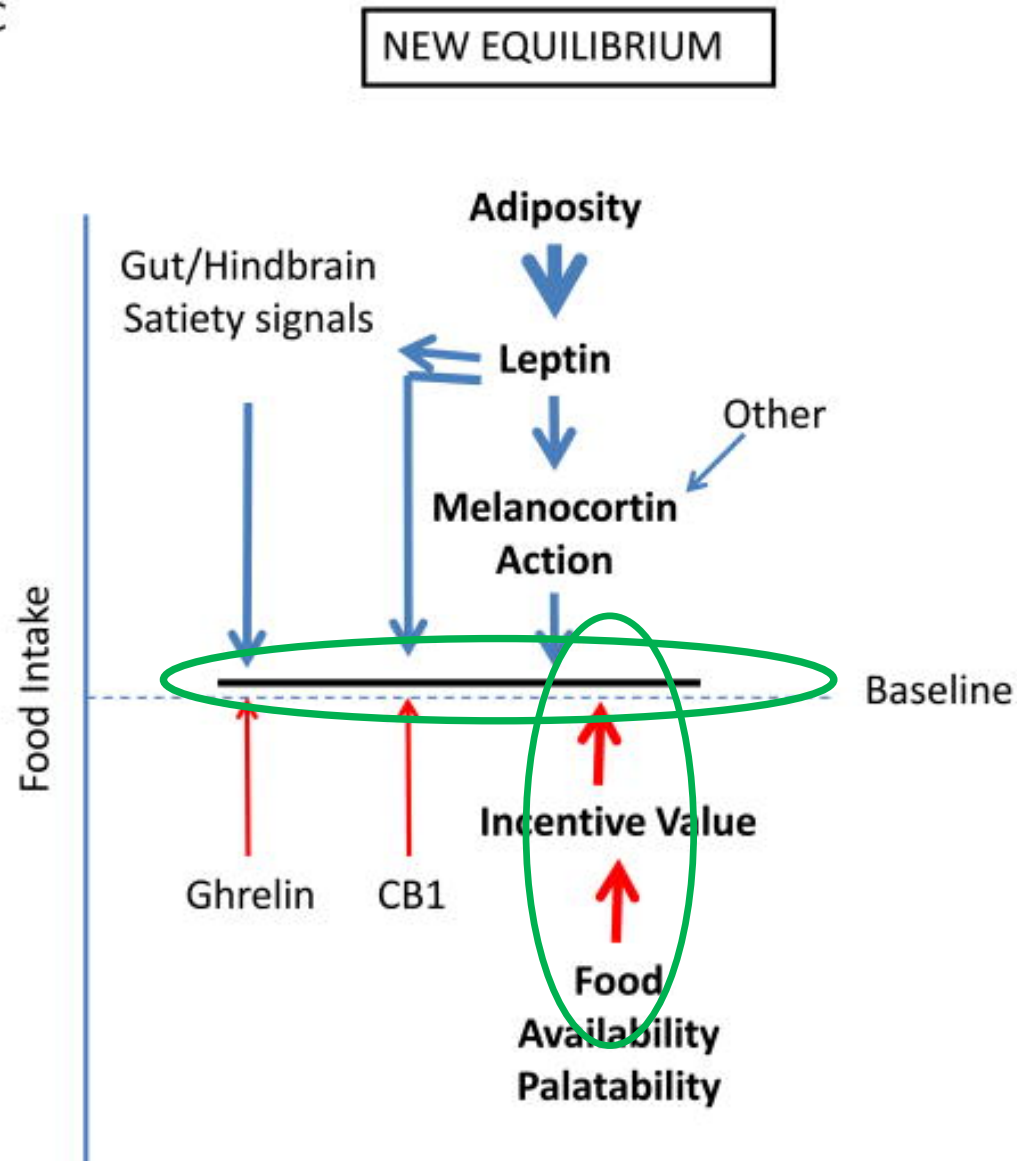 C
NEW EQUILIBRIUM
Adiposity
Gut/Hindbrain
Satiety signals
Leptin
Other
Melanocortin
Action
Food Intake
Baseline
Incentive Value
Ghrelin
CB1
Food
Availability
Palatability